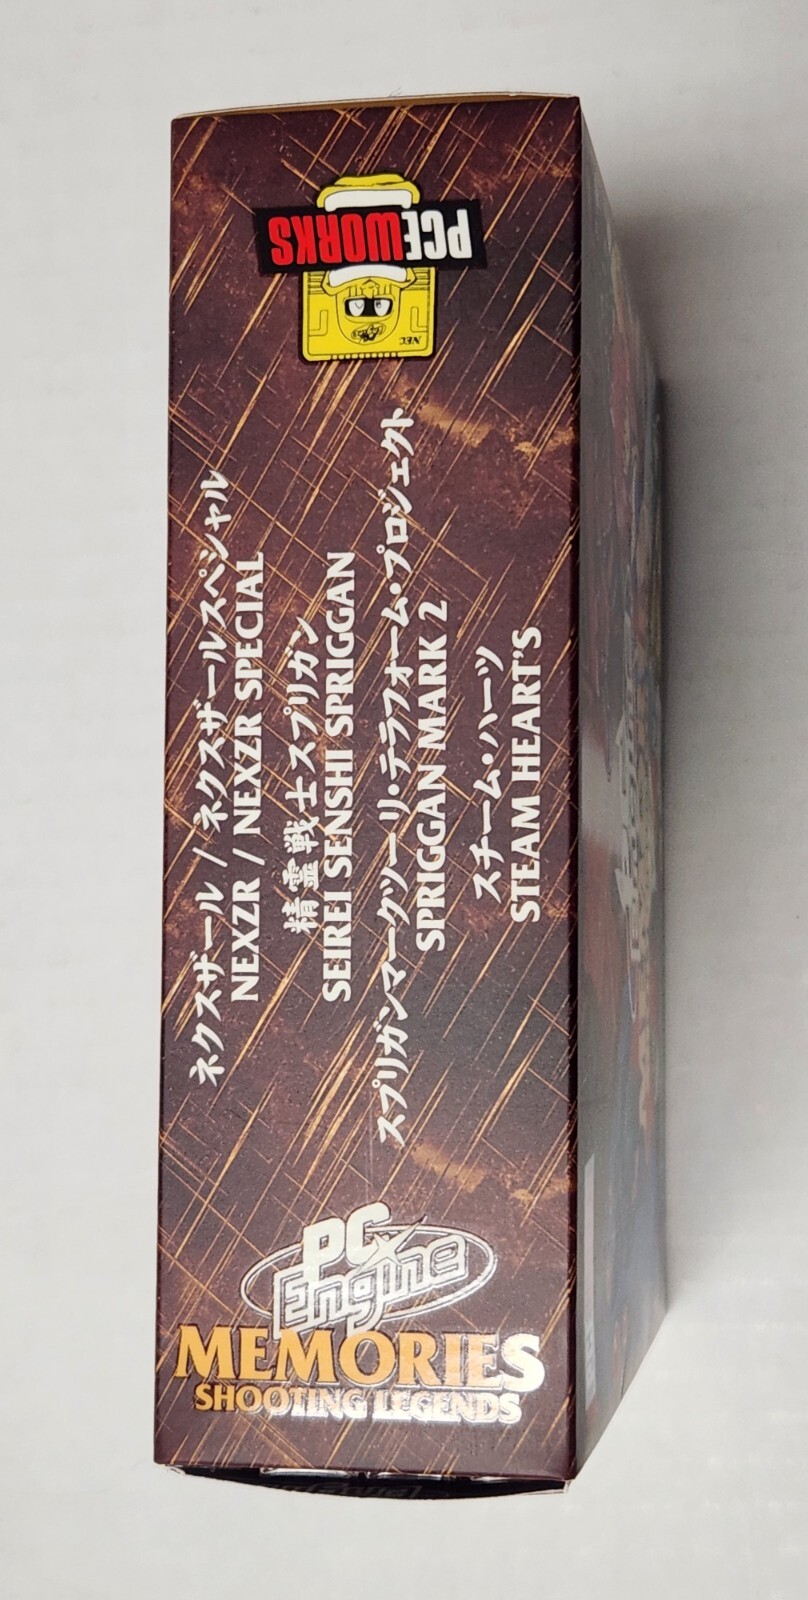 PCEWORKS
NEC
ネクスザール / ネクスザールスペシャル
NEXZR / NEXZR SPECIAL
精霊戦士スプリガン
SEIREI SENSHI SPRIGGAN
スプリガンマークツー リ・テラフォーム・プロジェクト
SPRIGGAN MARK 2
スチーム・ハーツ
STEAM HEART'S
PC Engine
MEMORIES
SHOOTING LEGENDS